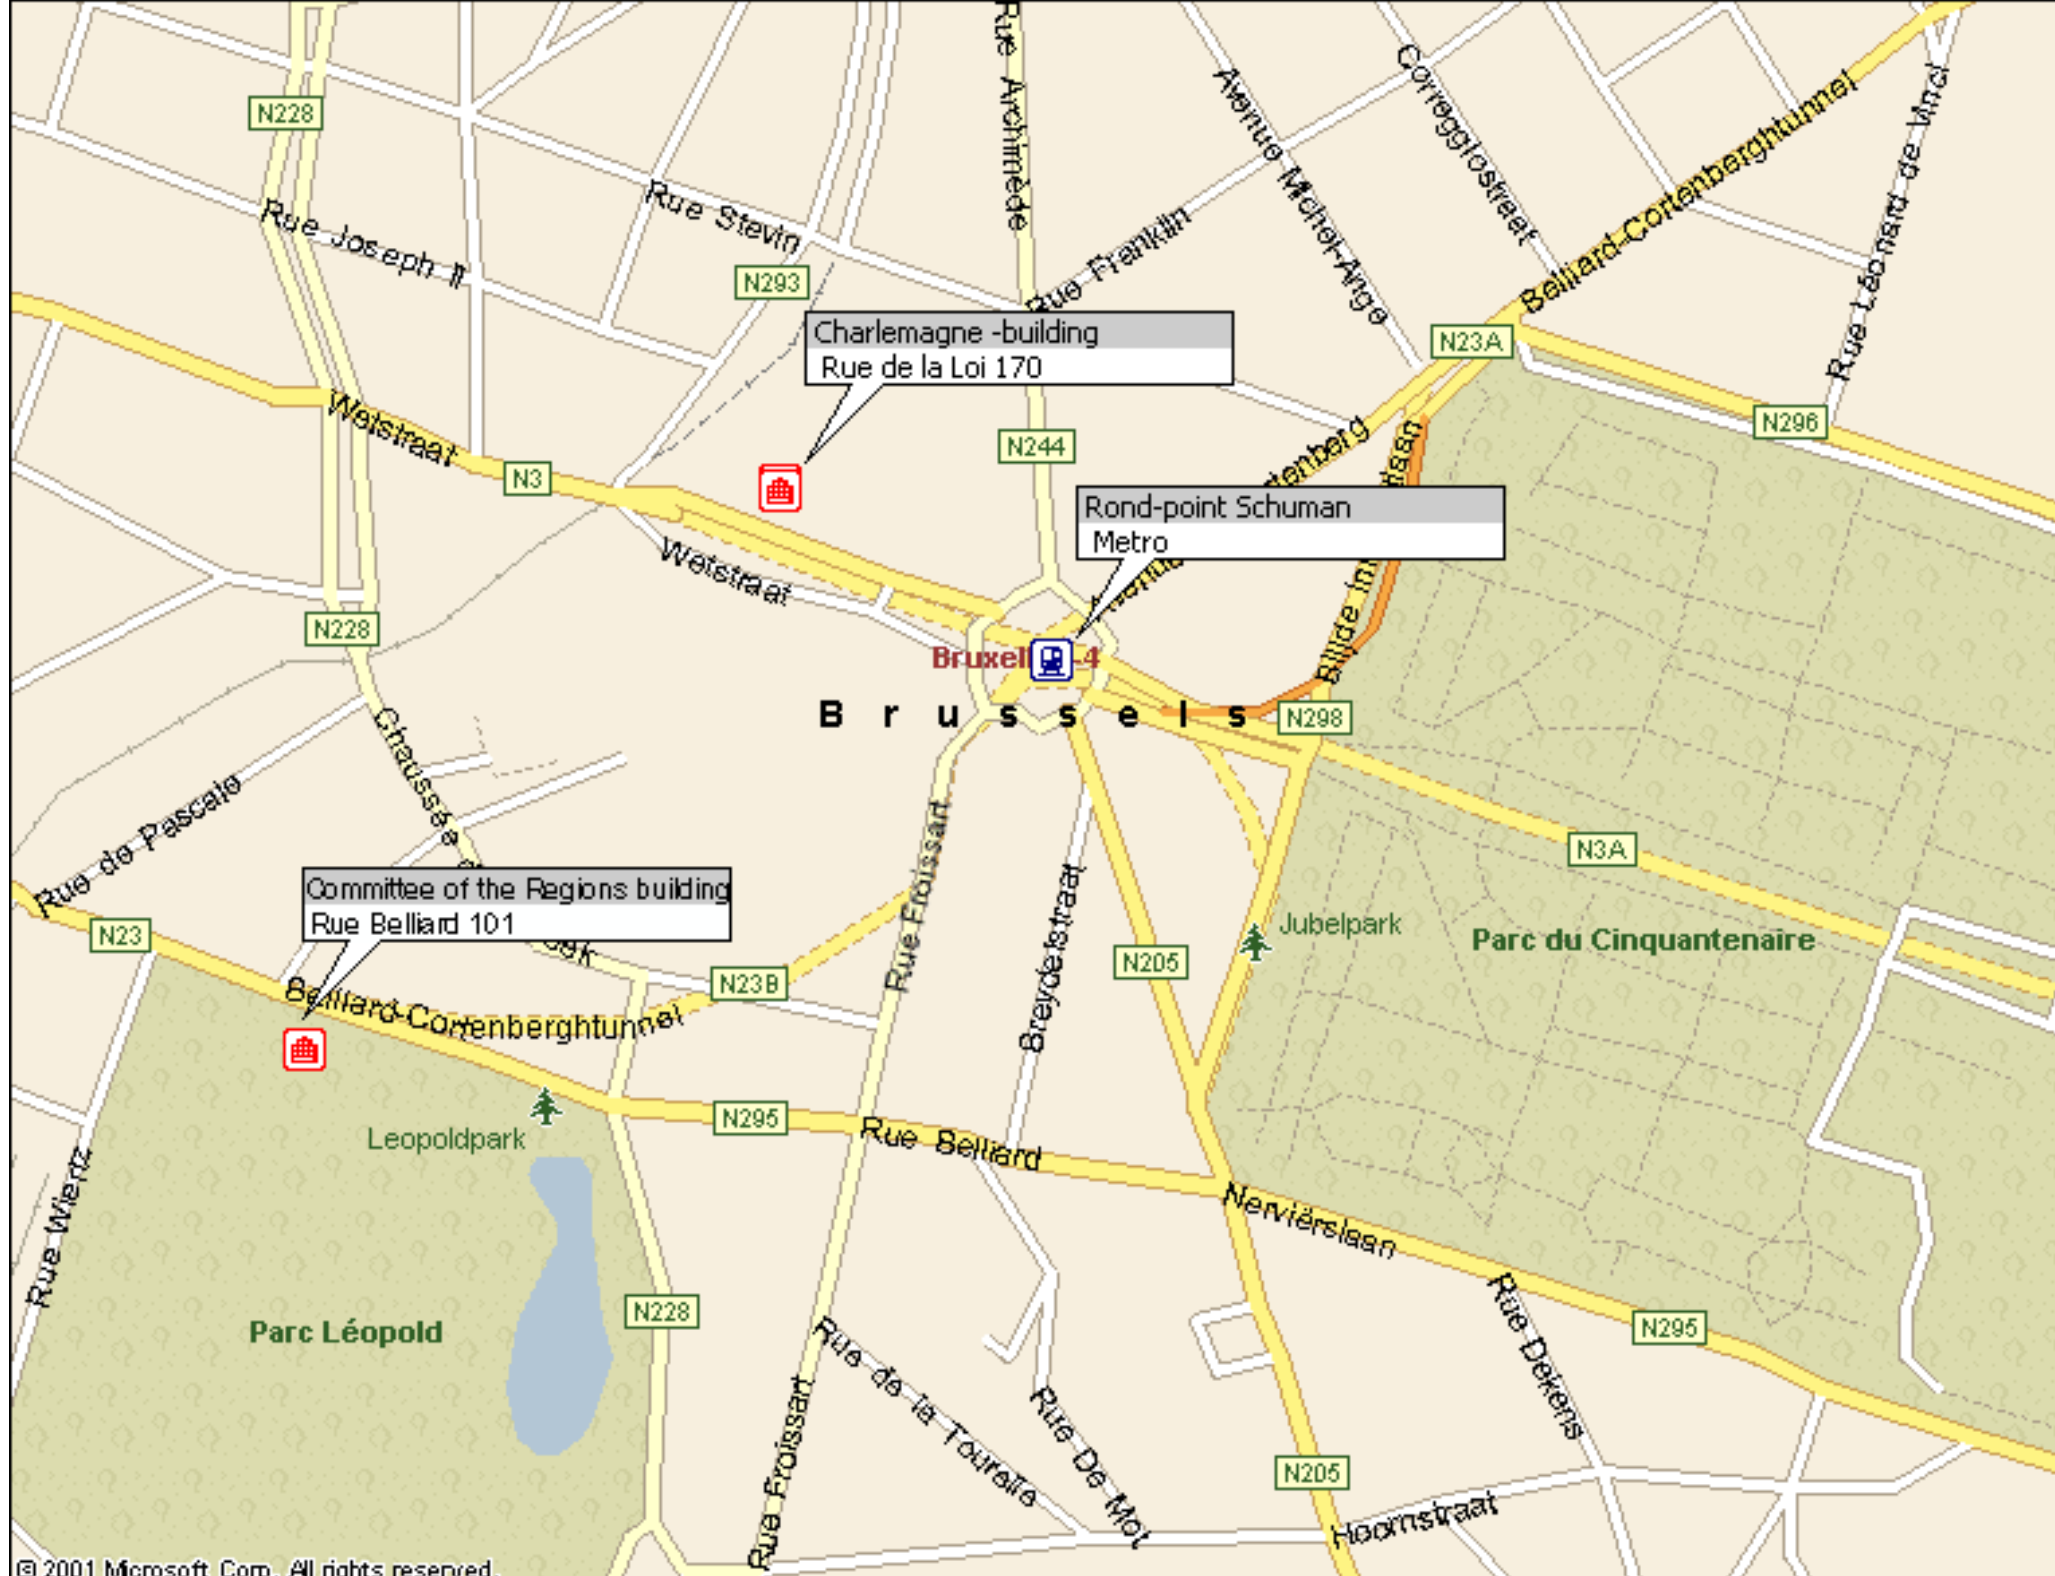 Rue Archimède
Avenue Michel-Ange
Correggiostraat
Belliard-Cortenberghtunnel
Rue Léonard de Vinci
N228
Rue Stevin
Rue Joseph II
Rue Franklin
N293
Charlemagne -building
Rue de la Loi 170
N23A
N296
Wetstraat
N3
N244
tenberg
Rond-point Schuman
Metro
Wetstraat
N228
Bruxel -4
Brussels
N298
Chaussée
Rue de Pascale
N3A
Rue Froissart
Breydelstraat
Committee of the Regions building
Rue Belliard 101
N23
N23B
N205
Jubelpark
Parc du Cinquantenaire
Belliard-Cortenberghtunnel
N295
Rue Belliard
Leopoldpark
Rue Wiertz
Nerviërslaan
Parc Léopold
N228
Rue de la Tourelle
Rue De Mot
Rue Dekens
N295
Rue Froissart
N205
Hoornstraat
© 2001 Microsoft Corp. All rights reserved.